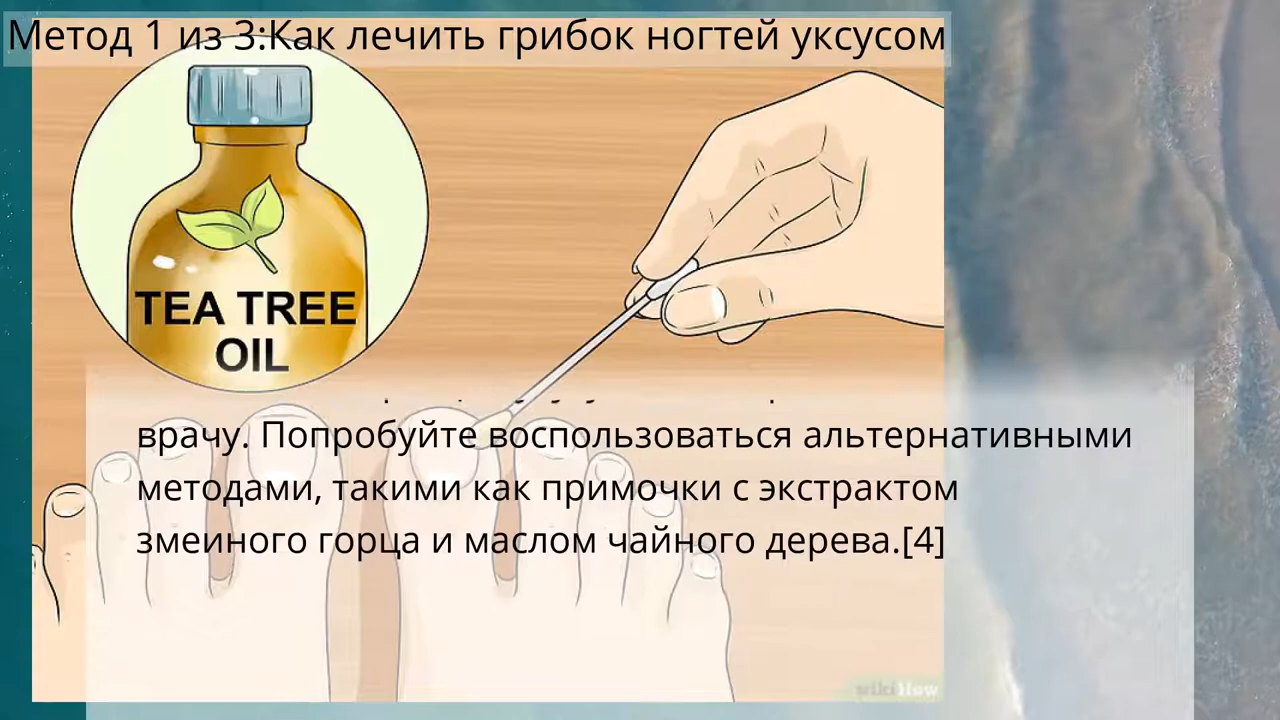 Метод 1 из 3:Как лечить грибок ногтей уксусом
TEA TREE
OIL
врачу. Попробуйте воспользоваться альтернативными
методами, такими как примочки с экстрактом
змеиного горца и маслом чайного дерева.[4]
wikiHow